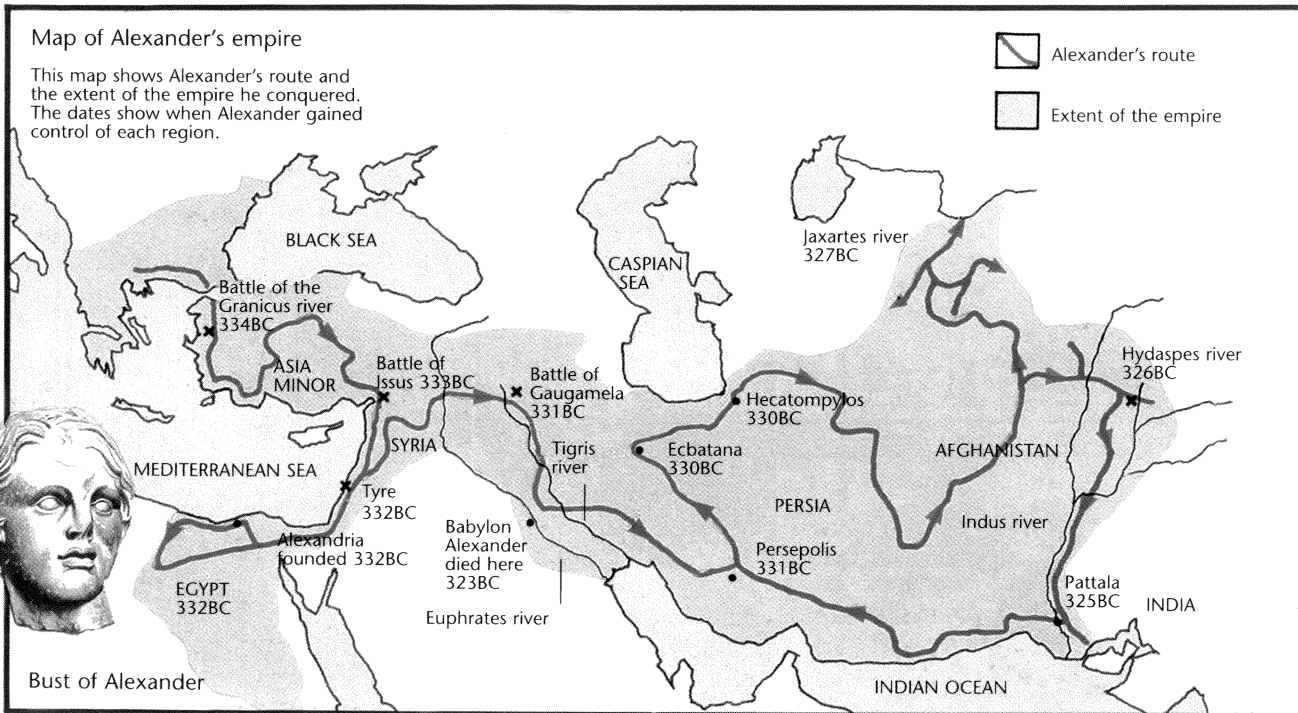 Map of Alexander's empire
This map shows Alexander's route and
the extent of the empire he conquered.
The dates show when Alexander gained
control of each region.
Alexander's route
Extent of the empire
BLACK SEA
CASPIAN
SEA
Jaxartes river
327BC
Battle of the
Granicus river
334BC
ASIA
MINOR
Battle of
Issus 333BC
Battle of
Gaugamela
331BC
Hecatompylos
330BC
Hydaspes river
326BC
SYRIA
Tigris
river
Ecbatana
330BC
AFGHANISTAN
MEDITERRANEAN SEA
Tyre
332BC
PERSIA
Indus river
Alexandria
founded 332BC
Babylon
Alexander
died here
323BC
Persepolis
331BC
EGYPT
332BC
Euphrates river
Pattala
325BC
INDIA
Bust of Alexander
INDIAN OCEAN